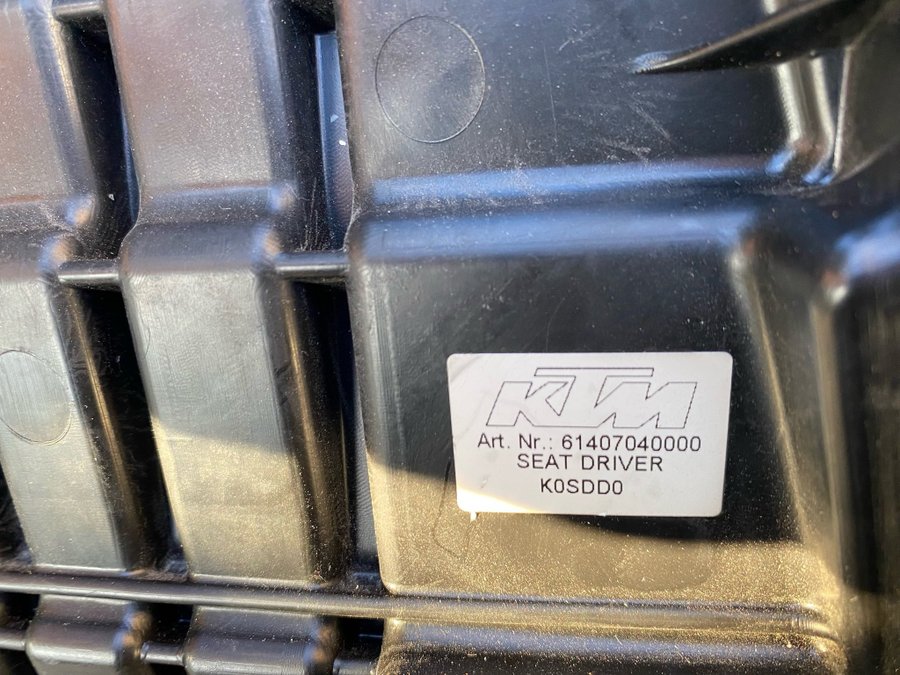 KTM
Art. Nr.: 61407040000
SEAT DRIVER
K0SDD0